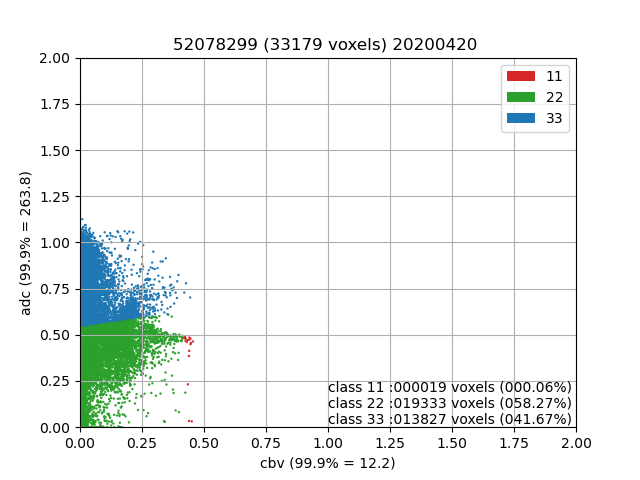 52078299 (33179 voxels) 20200420
2.00
1.75
1.50
1.25
1.00
0.75
0.50
0.25
0.00
adc (99.9% = 263.8)
11
22
33
class 11 :000019 voxels (000.06%)
class 22 :019333 voxels (058.27%)
class 33 :013827 voxels (041.67%)
0.00 0.25 0.50 0.75 1.00 1.25 1.50 1.75 2.00
cbv (99.9% = 12.2)